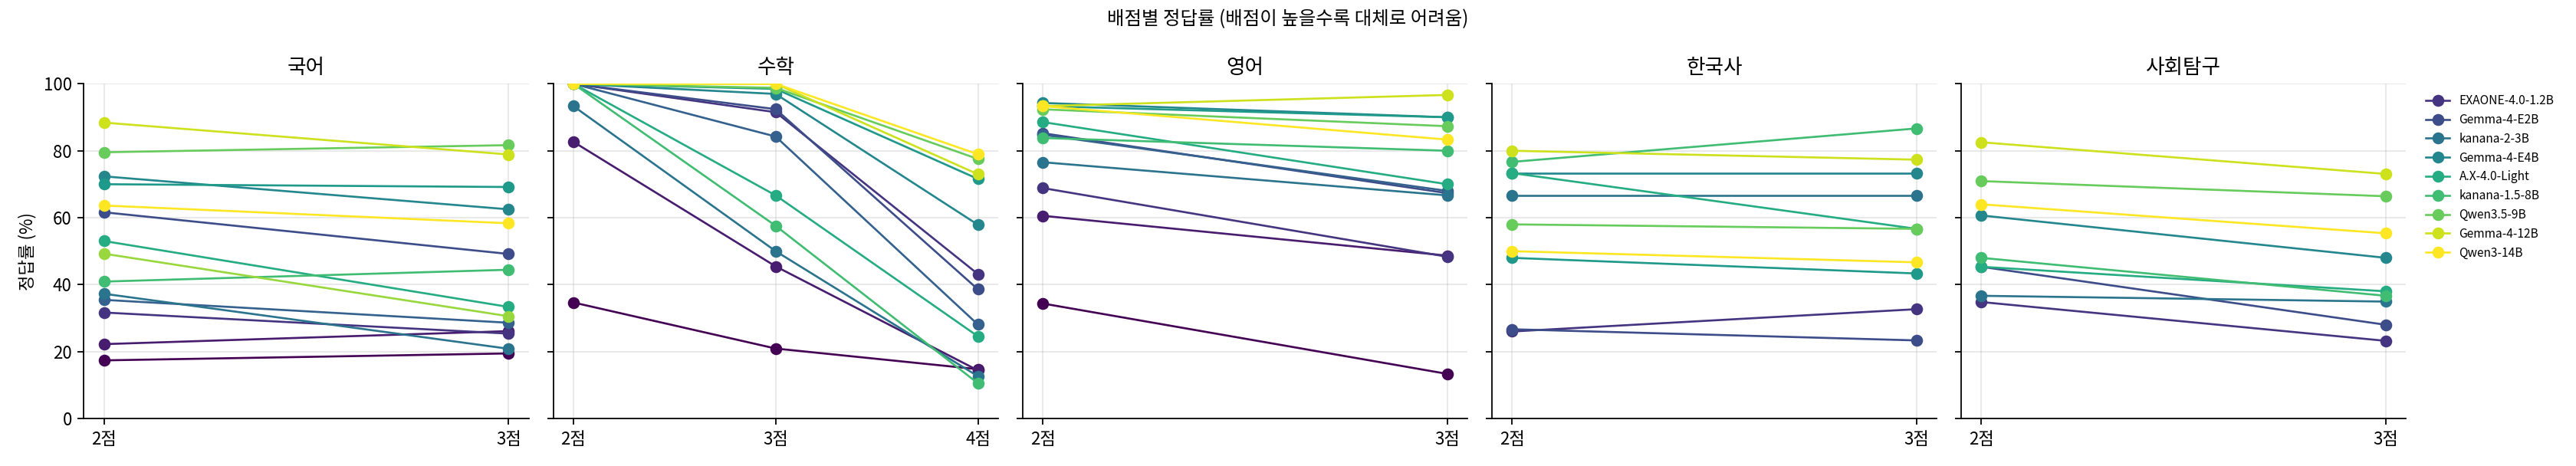 배점별 정답률 (배점이 높을수록 대체로 어려움)
국어
수학
영어
한국사
사회탐구
정답률 (%)
100
80
60
40
20
0
2점
3점
2점
3점
4점
2점
3점
2점
3점
2점
3점
EXAONE-4.0-1.2B
Gemma-4-E2B
kanana-2-3B
Gemma-4-E4B
A.X-4.0-Light
kanana-1.5-8B
Qwen3.5-9B
Gemma-4-12B
Qwen3-14B